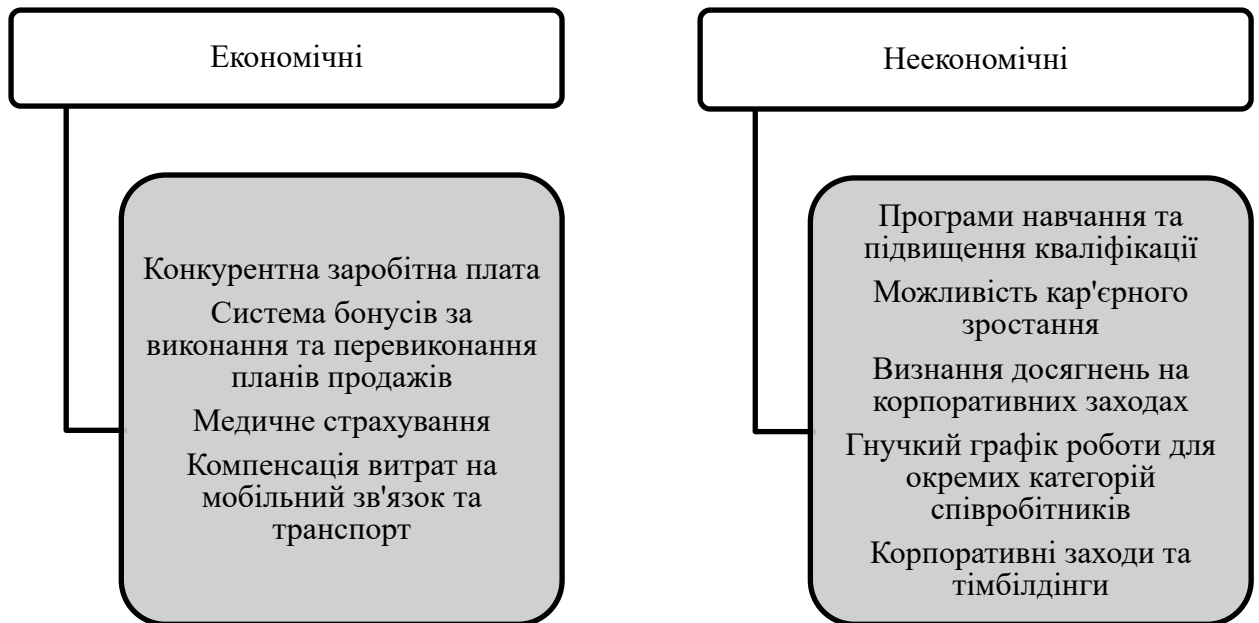 Економічні
Конкурентна заробітна плата
Система бонусів за
виконання та перевиконання
планів продажів
Медичне страхування
Компенсація витрат на
мобільний зв'язок та
транспорт
Неекономічні
Програми навчання та
підвищення кваліфікації
Можливість кар'єрного
зростання
Визнання досягнень на
корпоративних заходах
Гнучкий графік роботи для
окремих категорій
співробітників
Корпоративні заходи та
тімбілдінги